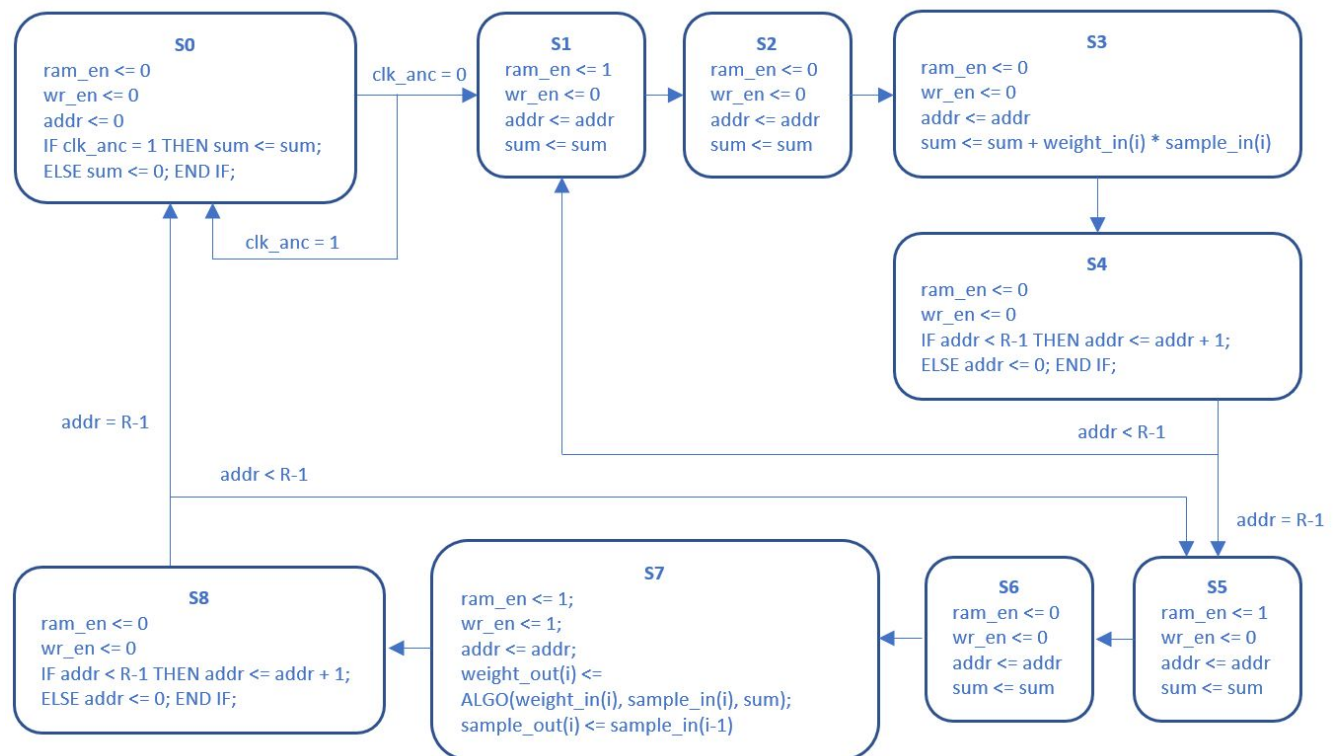 S0
ram_en <= 0
wr_en <= 0
addr <= 0
IF clk_anc = 1 THEN sum <= sum;
ELSE sum <= 0; END IF;
clk_anc = 0
clk_anc = 1
S1
ram_en <= 1
wr_en <= 0
addr <= addr
sum <= sum
S2
ram_en <= 0
wr_en <= 0
addr <= addr
sum <= sum
S3
ram_en <= 0
wr_en <= 0
addr <= addr
sum <= sum + weight_in(i) * sample_in(i)
S4
ram_en <= 0
wr_en <= 0
IF addr < R-1 THEN addr <= addr + 1;
ELSE addr <= 0; END IF;
addr = R-1
addr < R-1
addr < R-1
addr = R-1
S8
ram_en <= 0
wr_en <= 0
IF addr < R-1 THEN addr <= addr + 1;
ELSE addr <= 0; END IF;
S7
ram_en <= 1;
wr_en <= 1;
addr <= addr;
weight_out(i) <=
ALGO(weight_in(i), sample_in(i), sum);
sample_out(i) <= sample_in(i-1)
S6
ram_en <= 0
wr_en <= 0
addr <= addr
sum <= sum
S5
ram_en <= 1
wr_en <= 0
addr <= addr
sum <= sum